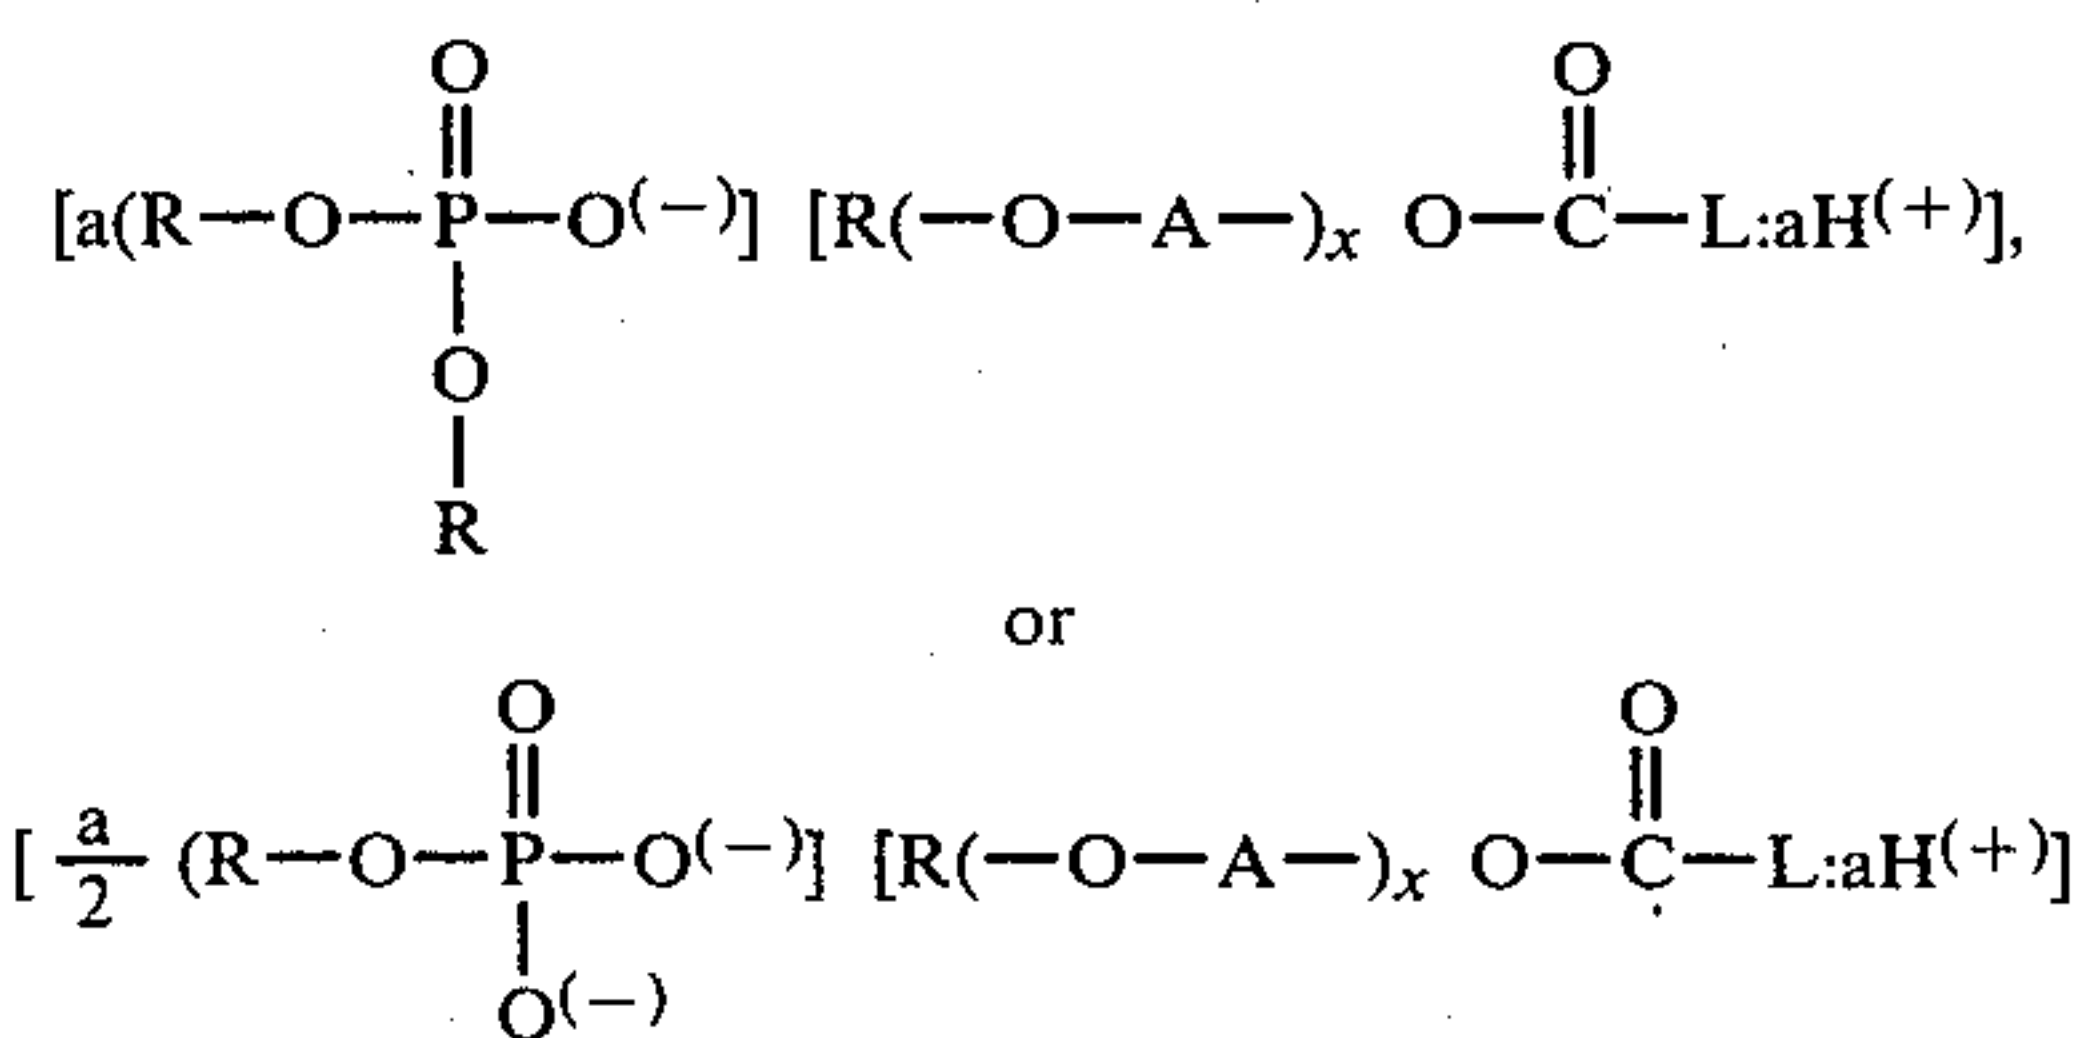 O O
[a(R—O—P—O(−)] [R(—O—A—)x O—C—L:aH(+)],
O
R
or
O O
[ a/2 (R—O—P—O(−)] [R(—O—A—)x O—C—L:aH(+)]
O(−)